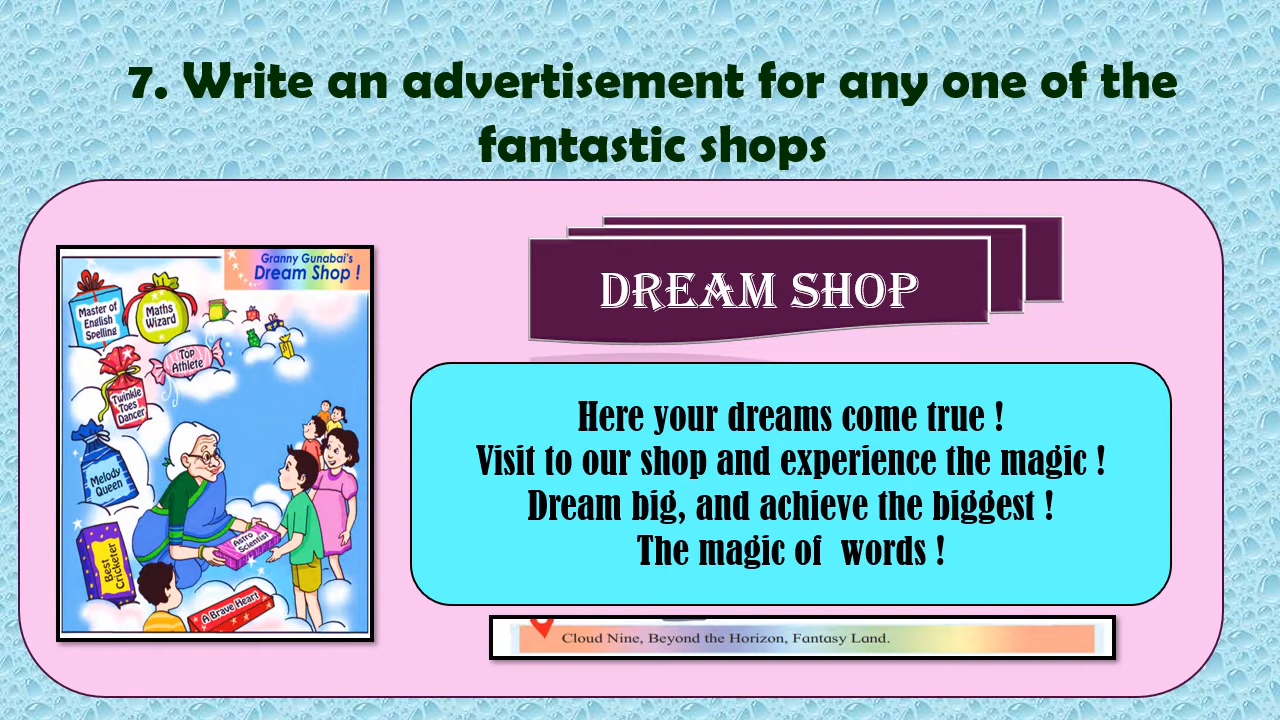 7. Write an advertisement for any one of the
fantastic shops
Granny Gunabai's
Dream Shop !
Master of
English
Spelling
Maths
Wizard
Top
Athlete
Twinkle
Toes
Dancer
Melody
Queen
Best
Cricketer
Astro
Scientist
A Brave Heart
DREAM SHOP
Here your dreams come true !
Visit to our shop and experience the magic !
Dream big, and achieve the biggest !
The magic of  words !
Cloud Nine, Beyond the Horizon, Fantasy Land.